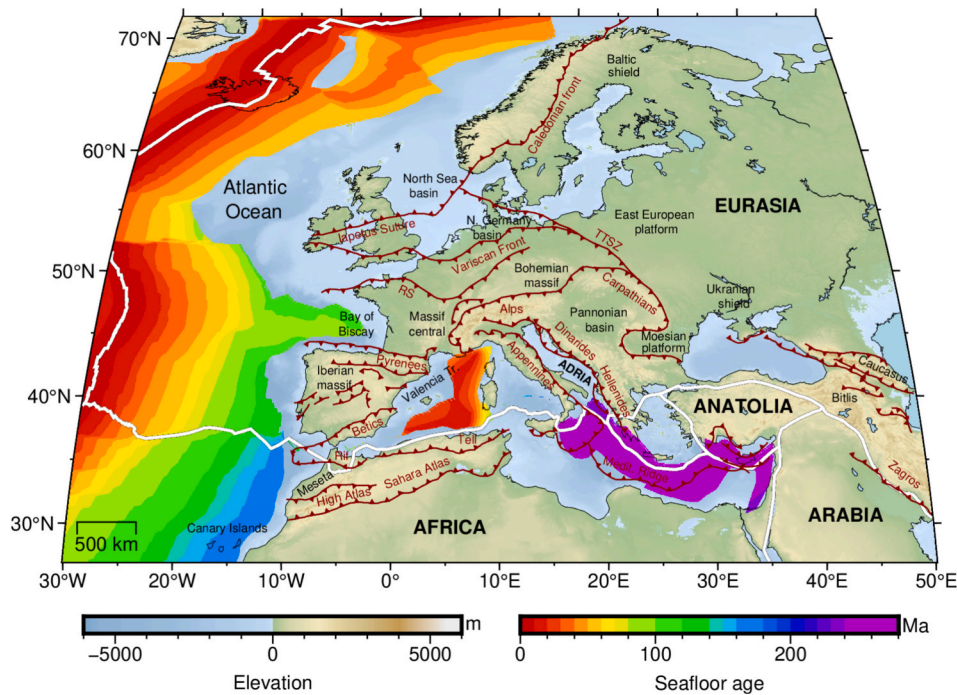 70°N
60°N
50°N
40°N
30°N
Baltic
shield
Caledonian front
North Sea
basin
Atlantic
Ocean
Iapetus Suture
N. Germany
basin
East European
platform
EURASIA
TTSZ
Variscan Front
Bohemian
massif
Carpathians
Ukranian
shield
RS
Bay of
Biscay
Massif
central
Alps
Pannonian
basin
Moesian
platform
Dinarides
Caucasus
Pyrenees
Iberian
massif
Valencia Tr.
Appennines
ADRIA
Hellenides
ANATOLIA
Bitlis
Betics
Tell
Rif
Meseta
Sahara Atlas
High Atlas
Medit. Ridge
Zagros
Canary Islands
AFRICA
ARABIA
500 km
30°W
20°W
10°W
0°
10°E
20°E
30°E
40°E
50°E
m
−5000
0
5000
Elevation
Ma
0
100
200
Seafloor age